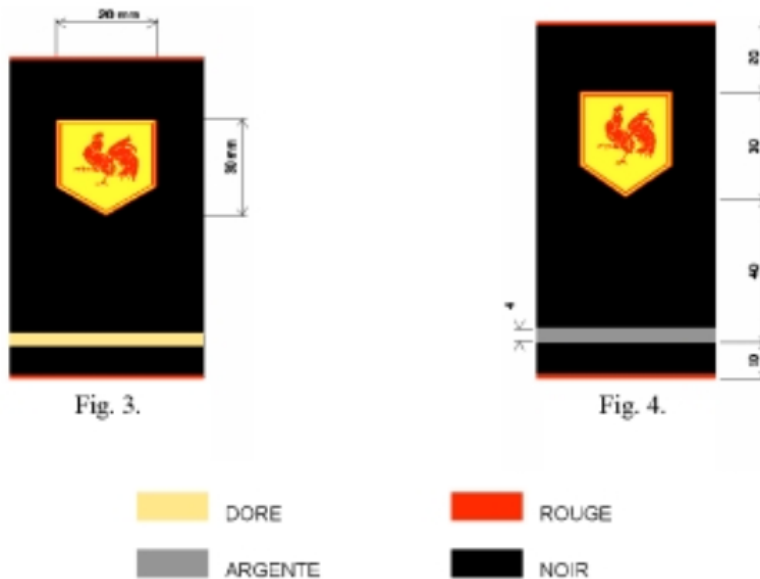 20 mm
30 mm
Fig. 3.
20
30
40
4
10
Fig. 4.
DORE
ROUGE
ARGENTE
NOIR